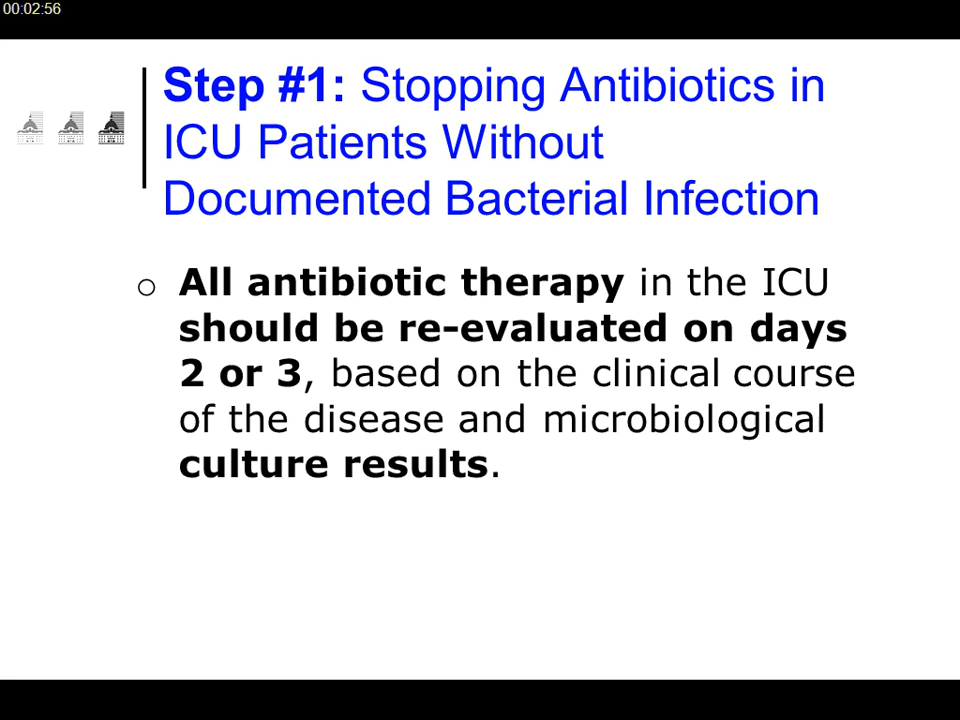 00:02:56
Step #1: Stopping Antibiotics in
ICU Patients Without
Documented Bacterial Infection
o All antibiotic therapy in the ICU
should be re-evaluated on days
2 or 3, based on the clinical course
of the disease and microbiological
culture results.